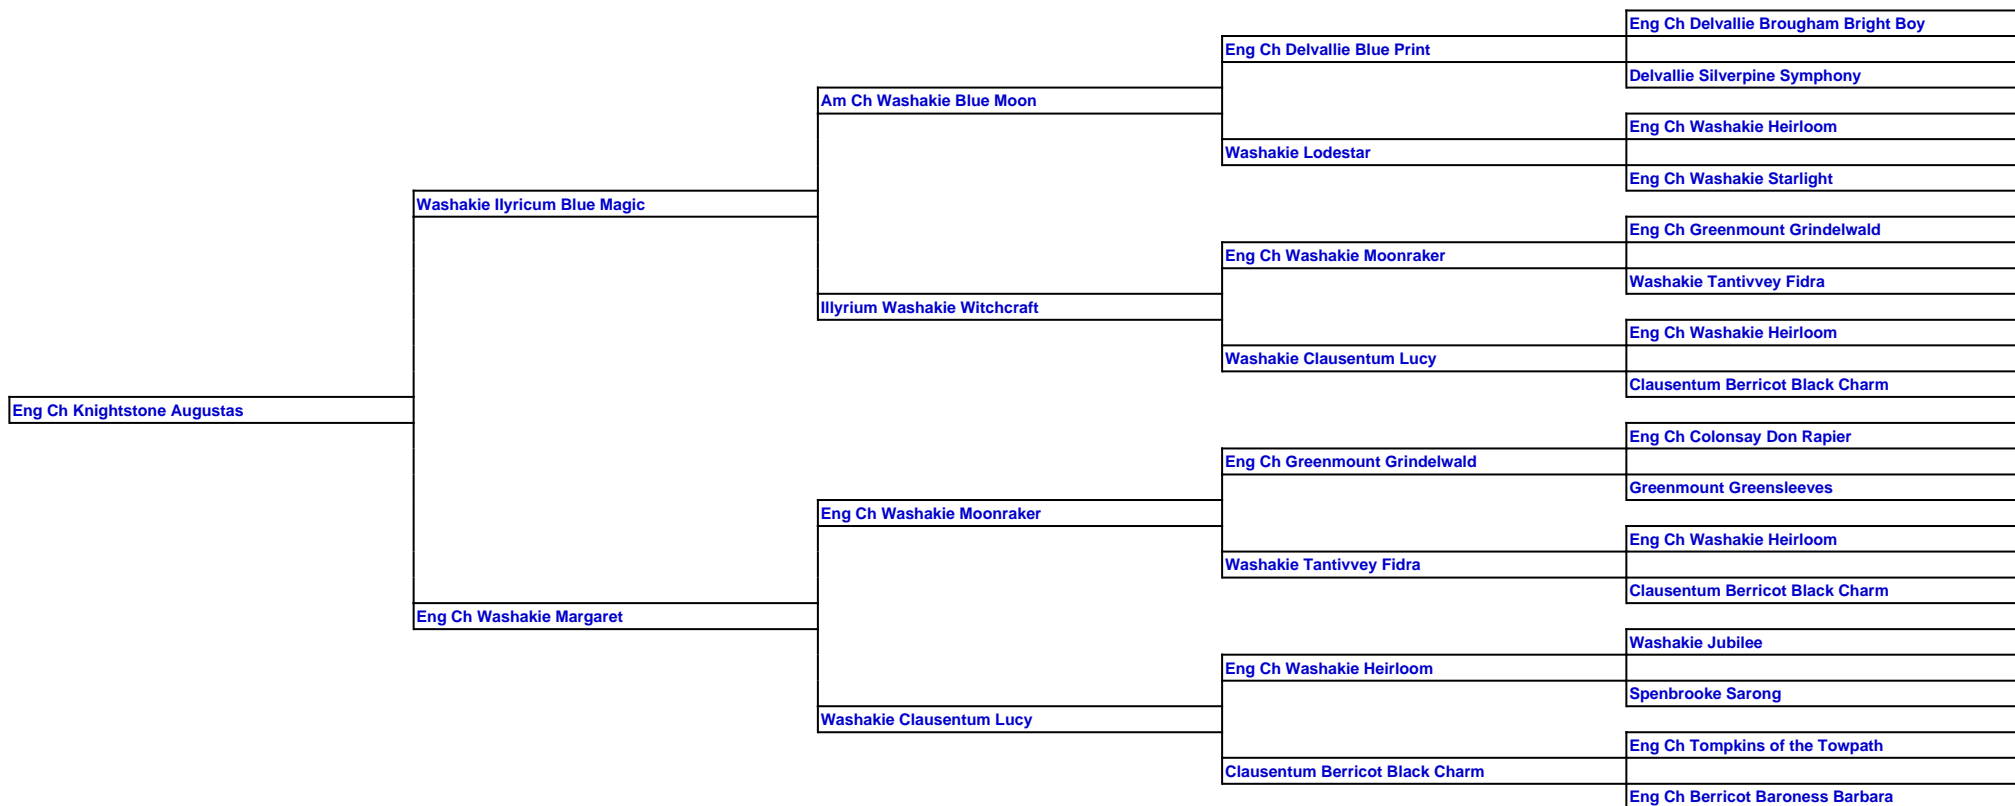 Eng Ch Delvallie Brougham Bright Boy
Eng Ch Delvallie Blue Print
Delvallie Silverpine Symphony
Am Ch Washakie Blue Moon
Eng Ch Washakie Heirloom
Washakie Lodestar
Eng Ch Washakie Starlight
Washakie Ilyricum Blue Magic
Eng Ch Greenmount Grindelwald
Eng Ch Washakie Moonraker
Washakie Tantivvey Fidra
Illyrium Washakie Witchcraft
Eng Ch Washakie Heirloom
Washakie Clausentum Lucy
Clausentum Berricot Black Charm
Eng Ch Knightstone Augustas
Eng Ch Colonsay Don Rapier
Eng Ch Greenmount Grindelwald
Greenmount Greensleeves
Eng Ch Washakie Moonraker
Eng Ch Washakie Heirloom
Washakie Tantivvey Fidra
Clausentum Berricot Black Charm
Eng Ch Washakie Margaret
Washakie Jubilee
Eng Ch Washakie Heirloom
Spenbrooke Sarong
Washakie Clausentum Lucy
Eng Ch Tompkins of the Towpath
Clausentum Berricot Black Charm
Eng Ch Berricot Baroness Barbara